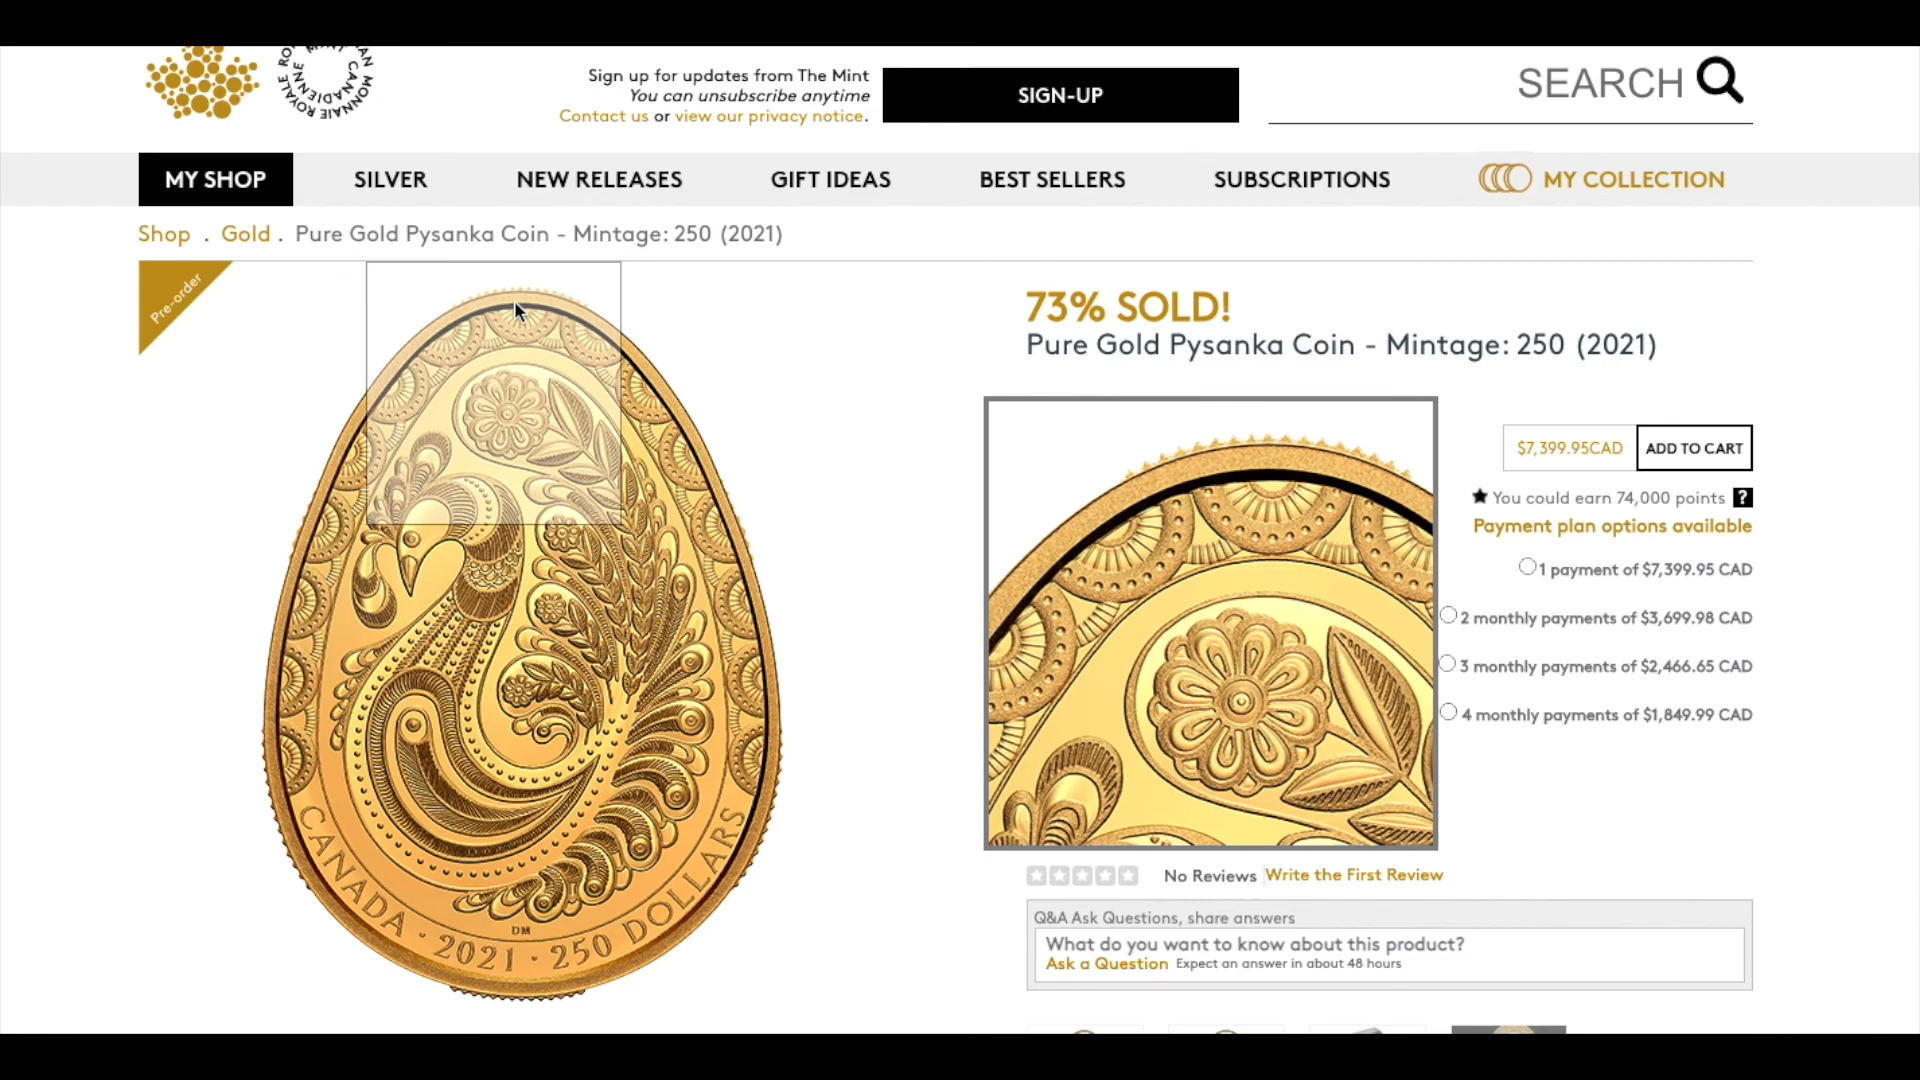 MONNAIE ROYALE
CANADIENNE
Sign up for updates from The Mint
You can unsubscribe anytime
Contact us or view our privacy notice.
SIGN-UP
SEARCH
MY SHOP
SILVER
NEW RELEASES
GIFT IDEAS
BEST SELLERS
SUBSCRIPTIONS
MY COLLECTION
Shop . Gold . Pure Gold Pysanka Coin - Mintage: 250 (2021)
Pre-order
CANADA · 2021 · 250 DOLLARS
DM
73% SOLD!
Pure Gold Pysanka Coin - Mintage: 250 (2021)
$7,399.95CAD
ADD TO CART
You could earn 74,000 points ?
Payment plan options available
1 payment of $7,399.95 CAD
2 monthly payments of $3,699.98 CAD
3 monthly payments of $2,466.65 CAD
4 monthly payments of $1,849.99 CAD
No Reviews Write the First Review
Q&A Ask Questions, share answers
What do you want to know about this product?
Ask a Question Expect an answer in about 48 hours